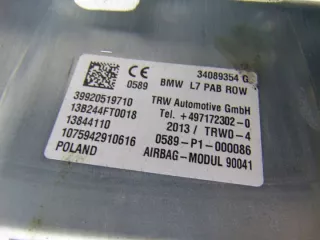 34089354 G
CE 0589 BMW L7 PAB ROW
39920519710 TRW Automotive GmbH
13B244FT0018 Tel. +497172302-0
13844110 2013/ TRW0-4
1075942910616 0589-P1-000086
POLAND AIRBAG-MODUL 90041